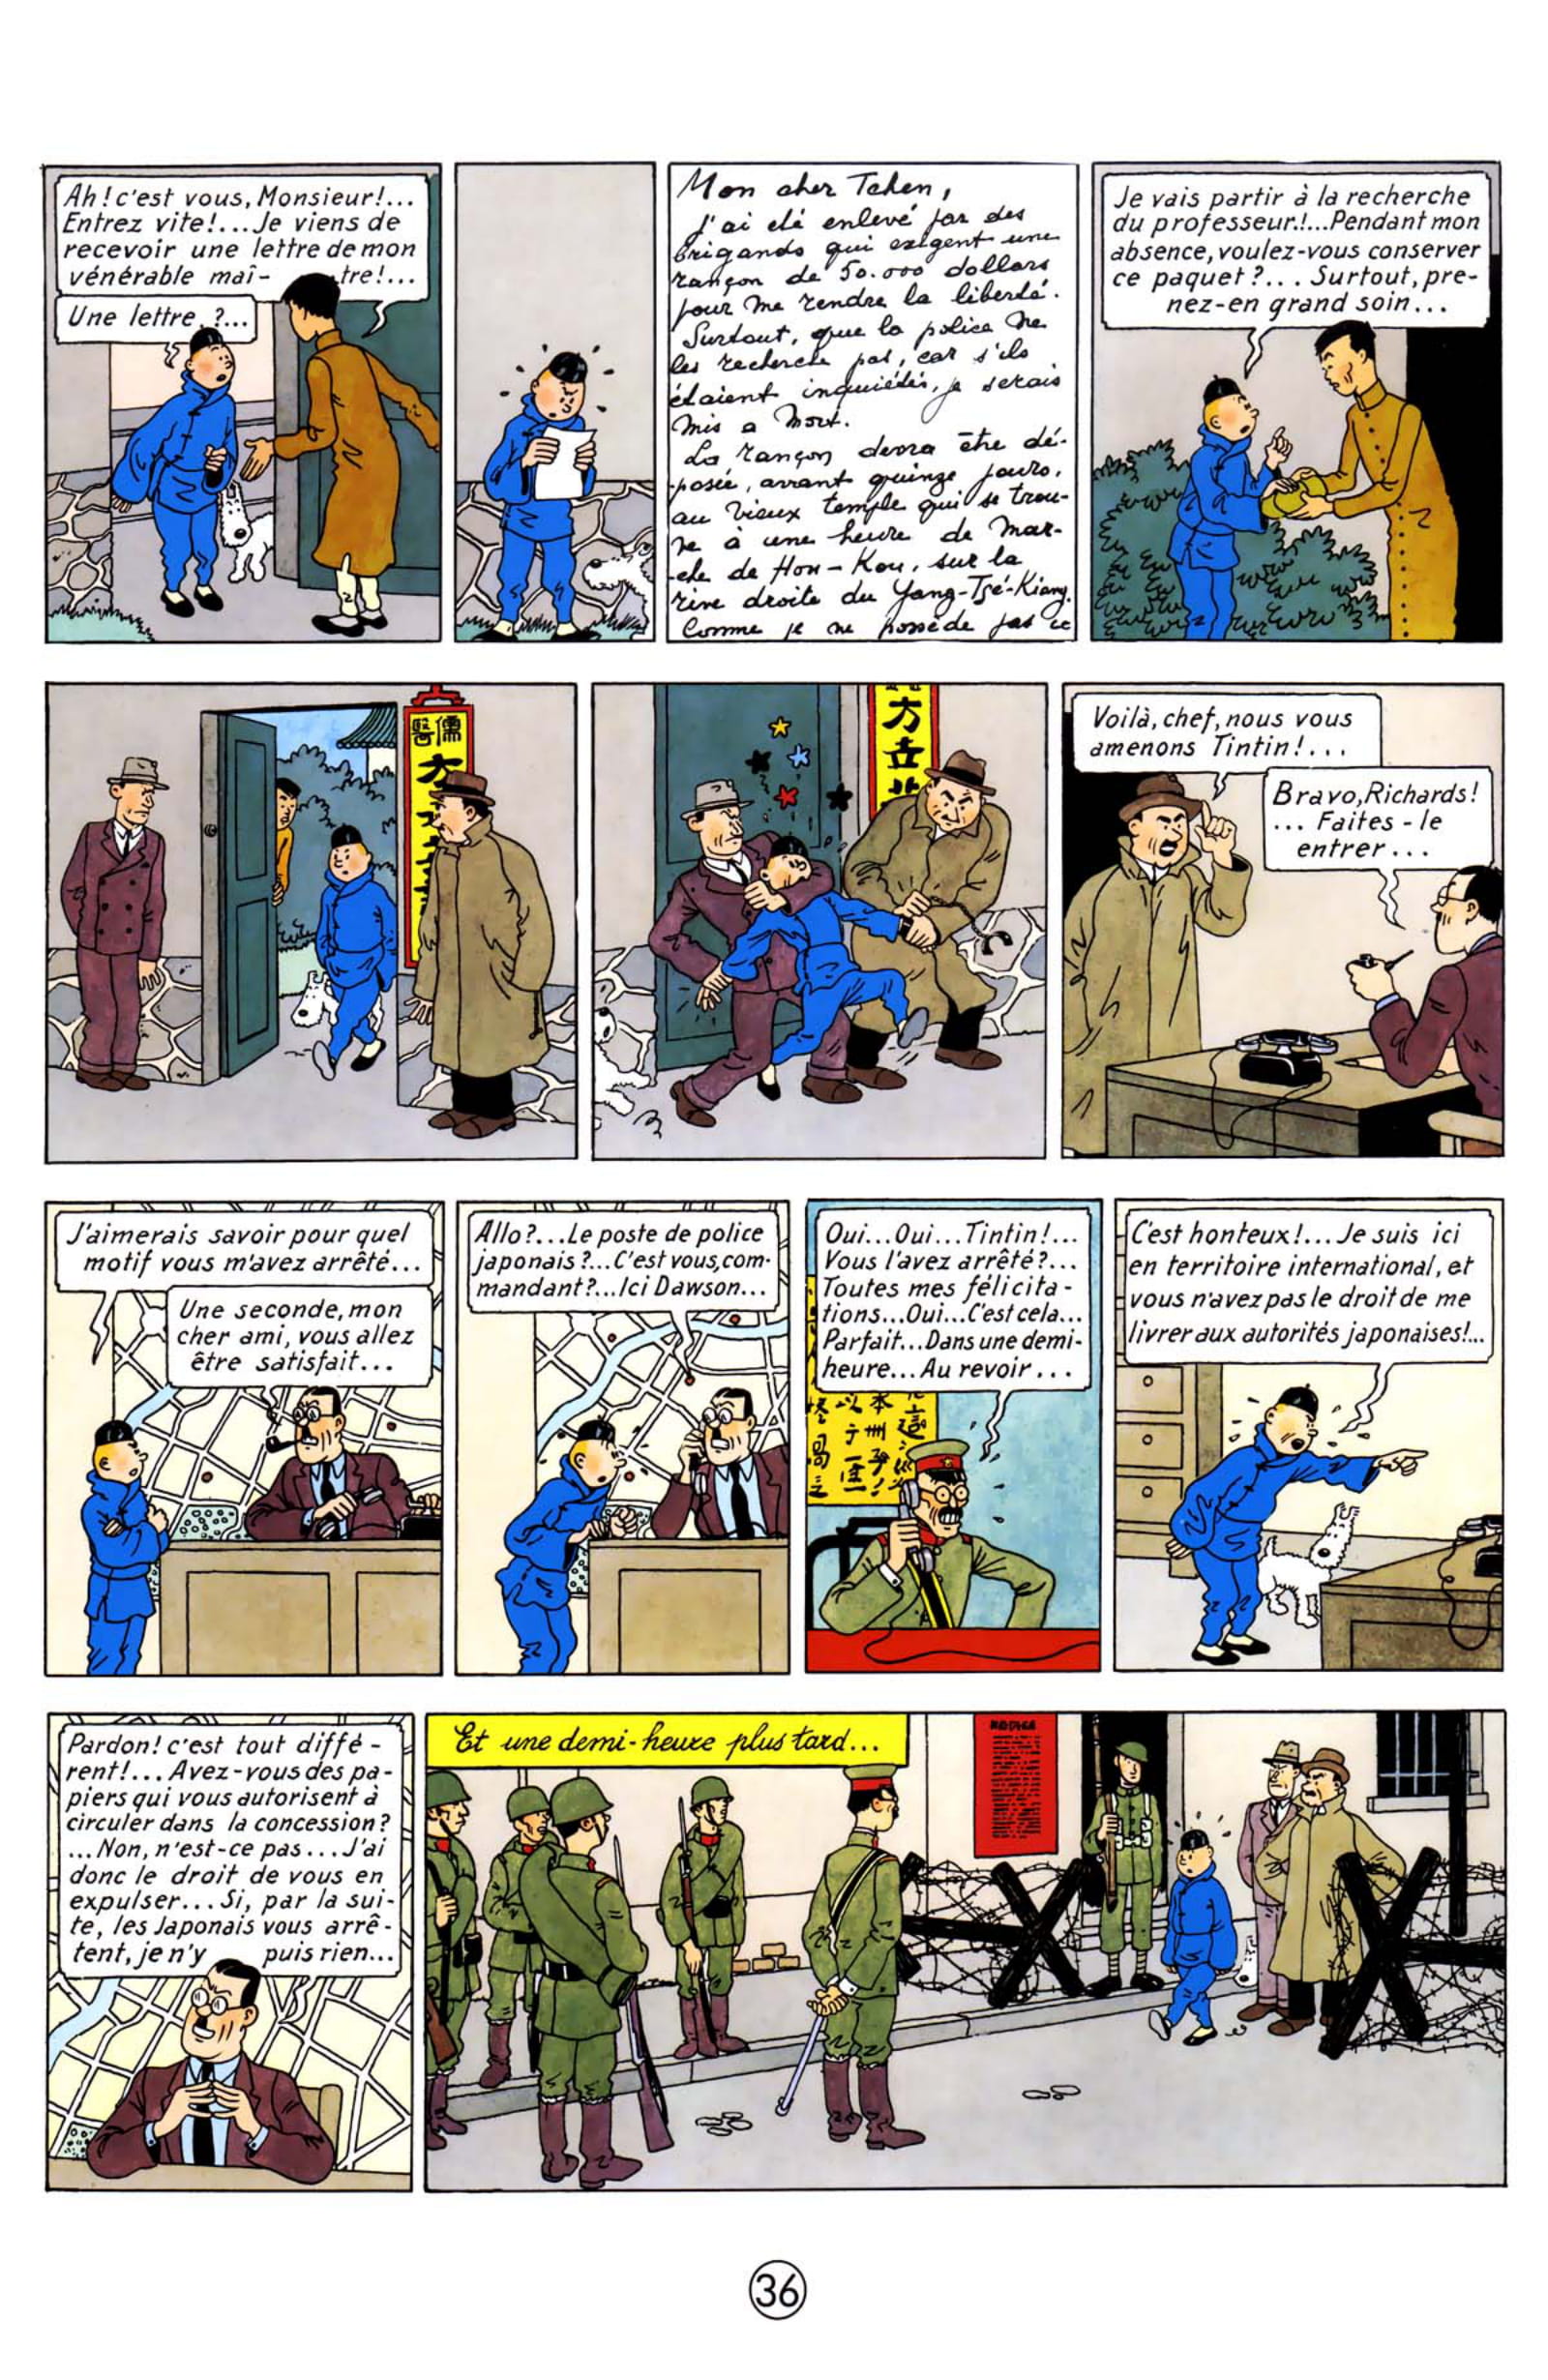 Ah! c'est vous, Monsieur!...
Entrez vite!...Je viens de
recevoir une lettre de mon
vénérable maî- tre!...
Une lettre ?...
Mon cher Tchen,
J'ai été enlevé par des
brigands qui exigent une
rançon de 50.000 dollars
pour me rendre la liberté.
Surtout, que la police ne
les recherche pas, car s'ils
étaient inquiétés, je serais
mis a mort.
La rançon devra être dé-
posée, avant quinze jours,
au vieux temple qui se trou-
ve à une heure de mar-
che de Hou-Kou, sur la
rive droite du Yang-Tsé-Kiang.
Comme je ne possède pas ce
Je vais partir à la recherche
du professeur!...Pendant mon
absence, voulez-vous conserver
ce paquet?... Surtout, pre-
nez-en grand soin...
醫儒
方
方
立
Voilà, chef, nous vous
amenons Tintin!...
Bravo, Richards!
... Faites-le
entrer...
J'aimerais savoir pour quel
motif vous m'avez arrêté...
Une seconde, mon
cher ami, vous allez
être satisfait...
Allo?...Le poste de police
japonais?...C'est vous, com-
mandant?...Ici Dawson...
Oui...Oui...Tintin!...
Vous l'avez arrêté?...
Toutes mes félicita-
tions...Oui...C'est cela...
Parfait...Dans une demi-
heure...Au revoir...
C'est honteux!...Je suis ici
en territoire international, et
vous n'avez pas le droit de me
livrer aux autorités japonaises!...
Pardon! c'est tout diffé-
rent!...Avez-vous des pa-
piers qui vous autorisent à
circuler dans la concession?
...Non, n'est-ce pas...J'ai
donc le droit de vous en
expulser...Si, par la sui-
te, les Japonais vous arrê-
tent, je n'y puis rien...
Et une demi-heure plus tard...
36